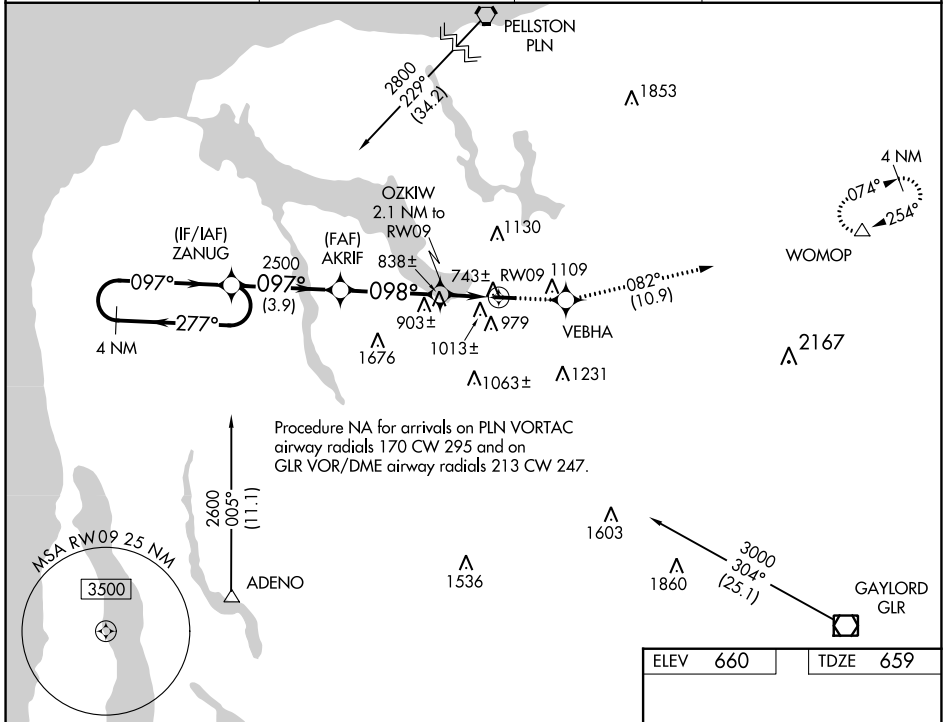 PELLSTON
PLN
2800
229°
(34.2)
1853
4 NM
074°
254°
WOMOP
OZKIW
2.1 NM to
RW09
1130
(IF/IAF)
ZANUG
(FAF)
AKRIF
2500
097°
097°
(3.9)
098°
838±
743±
RW09
1109
082°
(10.9)
277°
4 NM
903±
979
VEBHA
1013±
1676
2167
1063±
1231
Procedure NA for arrivals on PLN VORTAC
airway radials 170 CW 295 and on
GLR VOR/DME airway radials 213 CW 247.
2600
005°
(11.1)
1603
3000
304°
(25.1)
MSA RW09 25 NM
3500
ADENO
1536
1860
GAYLORD
GLR
ELEV 660
TDZE 659